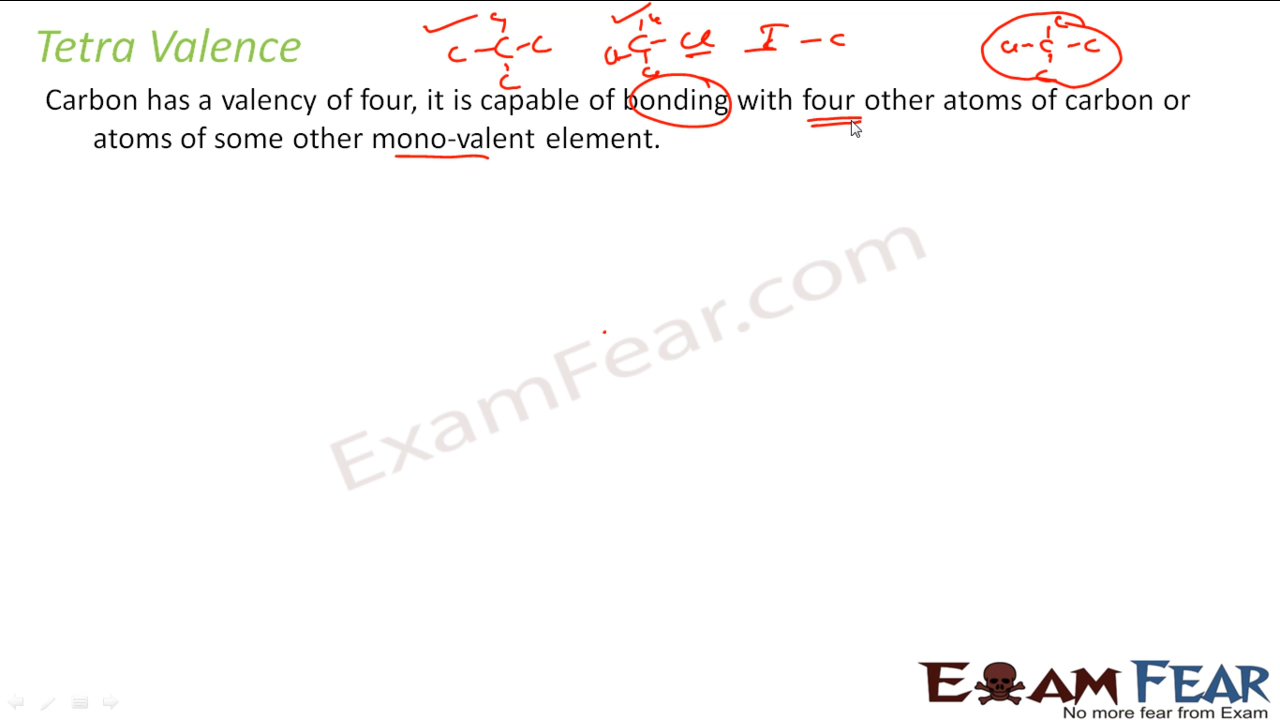 Tetra Valence
C – C – C
C
C – Cl
I – C
C
Carbon has a valency of four, it is capable of bonding with four other atoms of carbon or
atoms of some other mono-valent element.
ExamFear.com
EXAM FEAR
No more fear from Exam